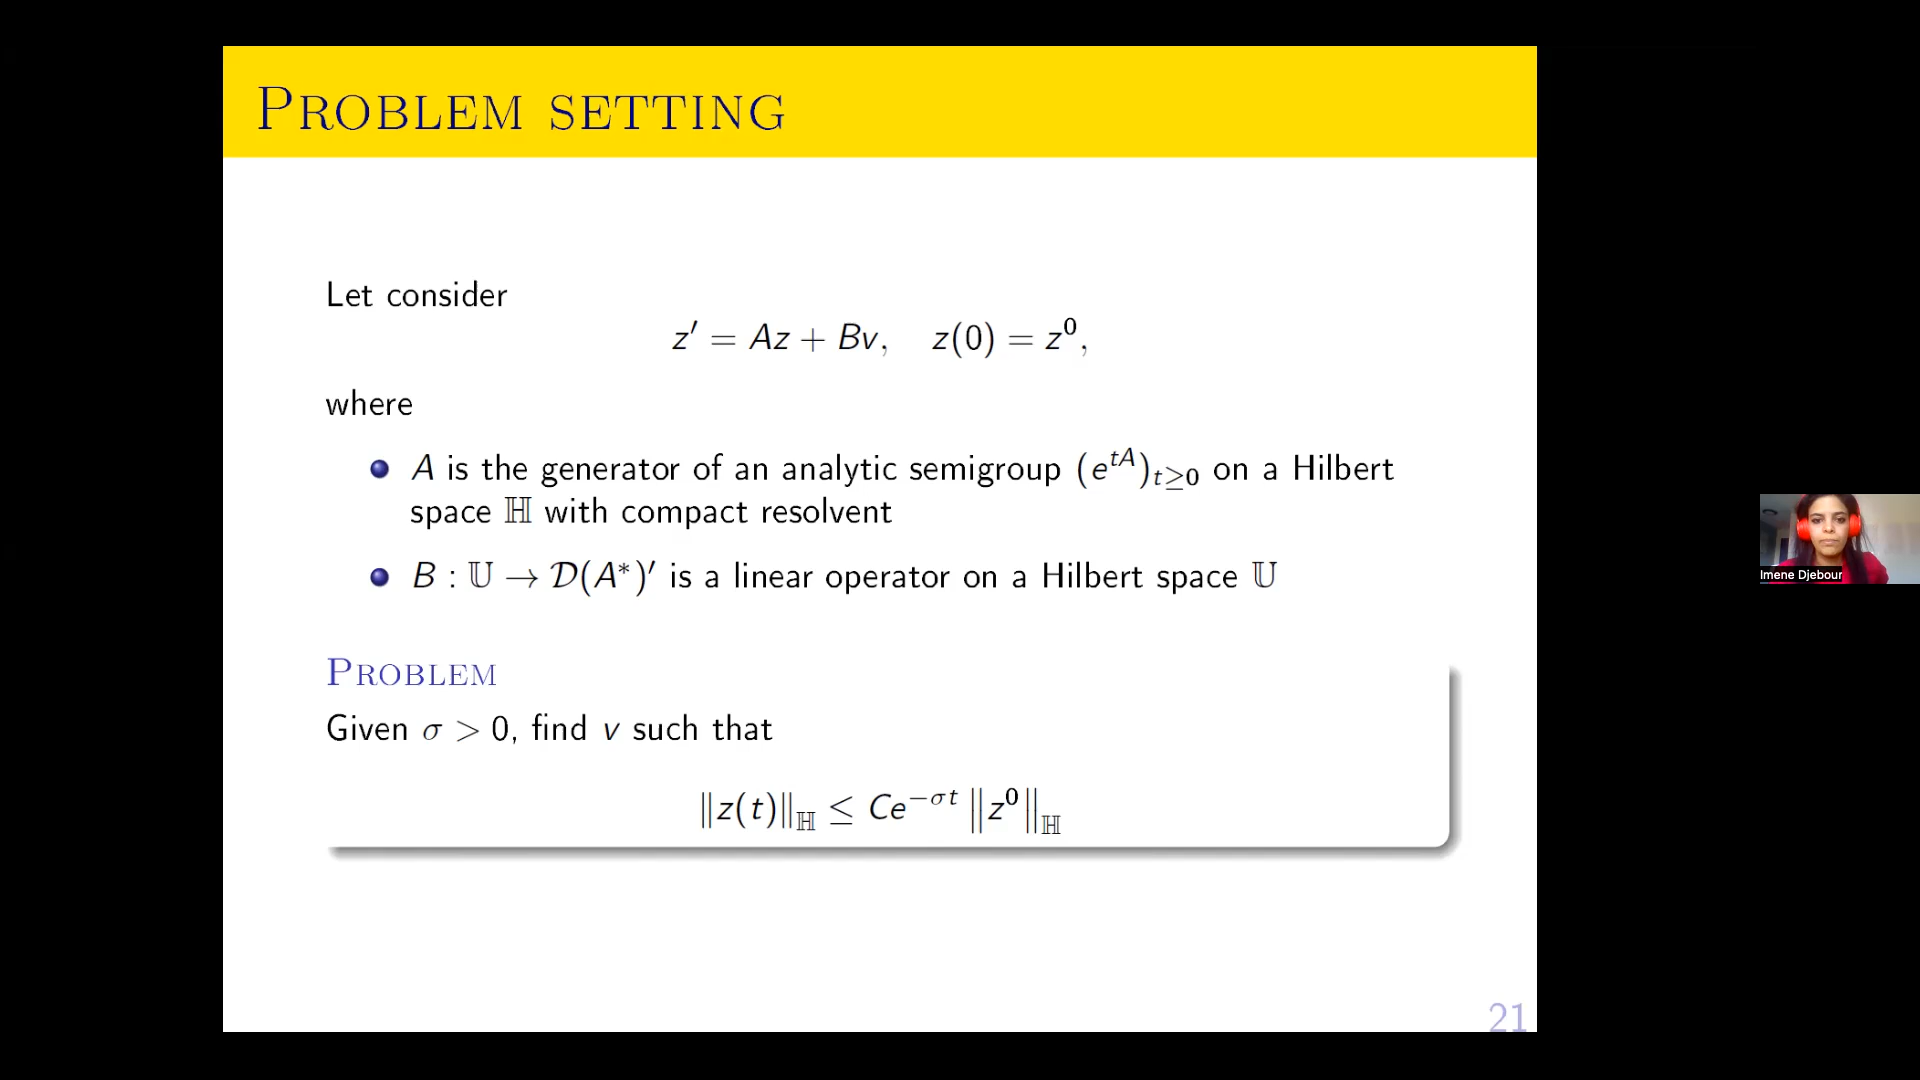 PROBLEM SETTING
Let consider
z′ = Az + Bv, z(0) = z⁰,
where
A is the generator of an analytic semigroup (e^{tA})_{t≥0} on a Hilbert
space ℍ with compact resolvent
B : 𝕌 → 𝒟(A*)′ is a linear operator on a Hilbert space 𝕌
PROBLEM
Given σ > 0, find v such that
‖z(t)‖_ℍ ≤ Ce^{−σt} ‖z⁰‖_ℍ
21
Imene Djebour